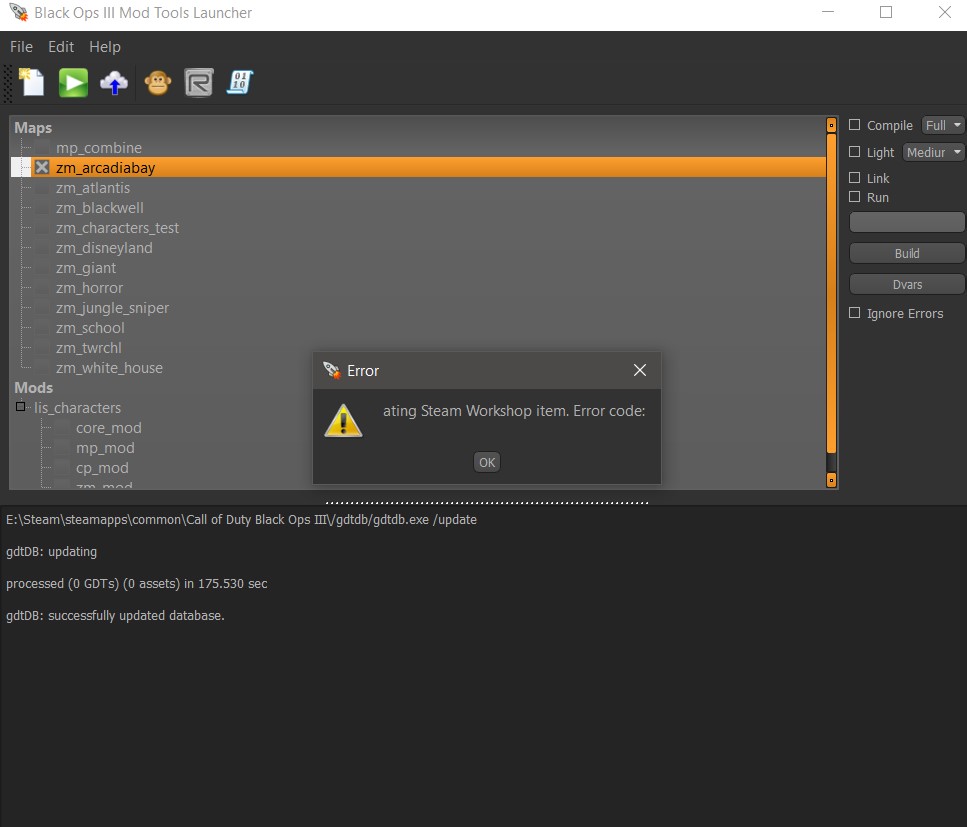 Black Ops III Mod Tools Launcher
File Edit Help
Maps
mp_combine
zm_arcadiabay
zm_atlantis
zm_blackwell
zm_characters_test
zm_disneyland
zm_giant
zm_horror
zm_jungle_sniper
zm_school
zm_twrchl
zm_white_house
Mods
lis_characters
core_mod
mp_mod
cp_mod
zm_mod
Compile Full
Light Mediur
Link
Run
Build
Dvars
Ignore Errors
Error
ating Steam Workshop item. Error code:
OK
E:\Steam\steamapps\common\Call of Duty Black Ops III\/gdtdb/gdtdb.exe /update
gdtDB: updating
processed (0 GDTs) (0 assets) in 175.530 sec
gdtDB: successfully updated database.